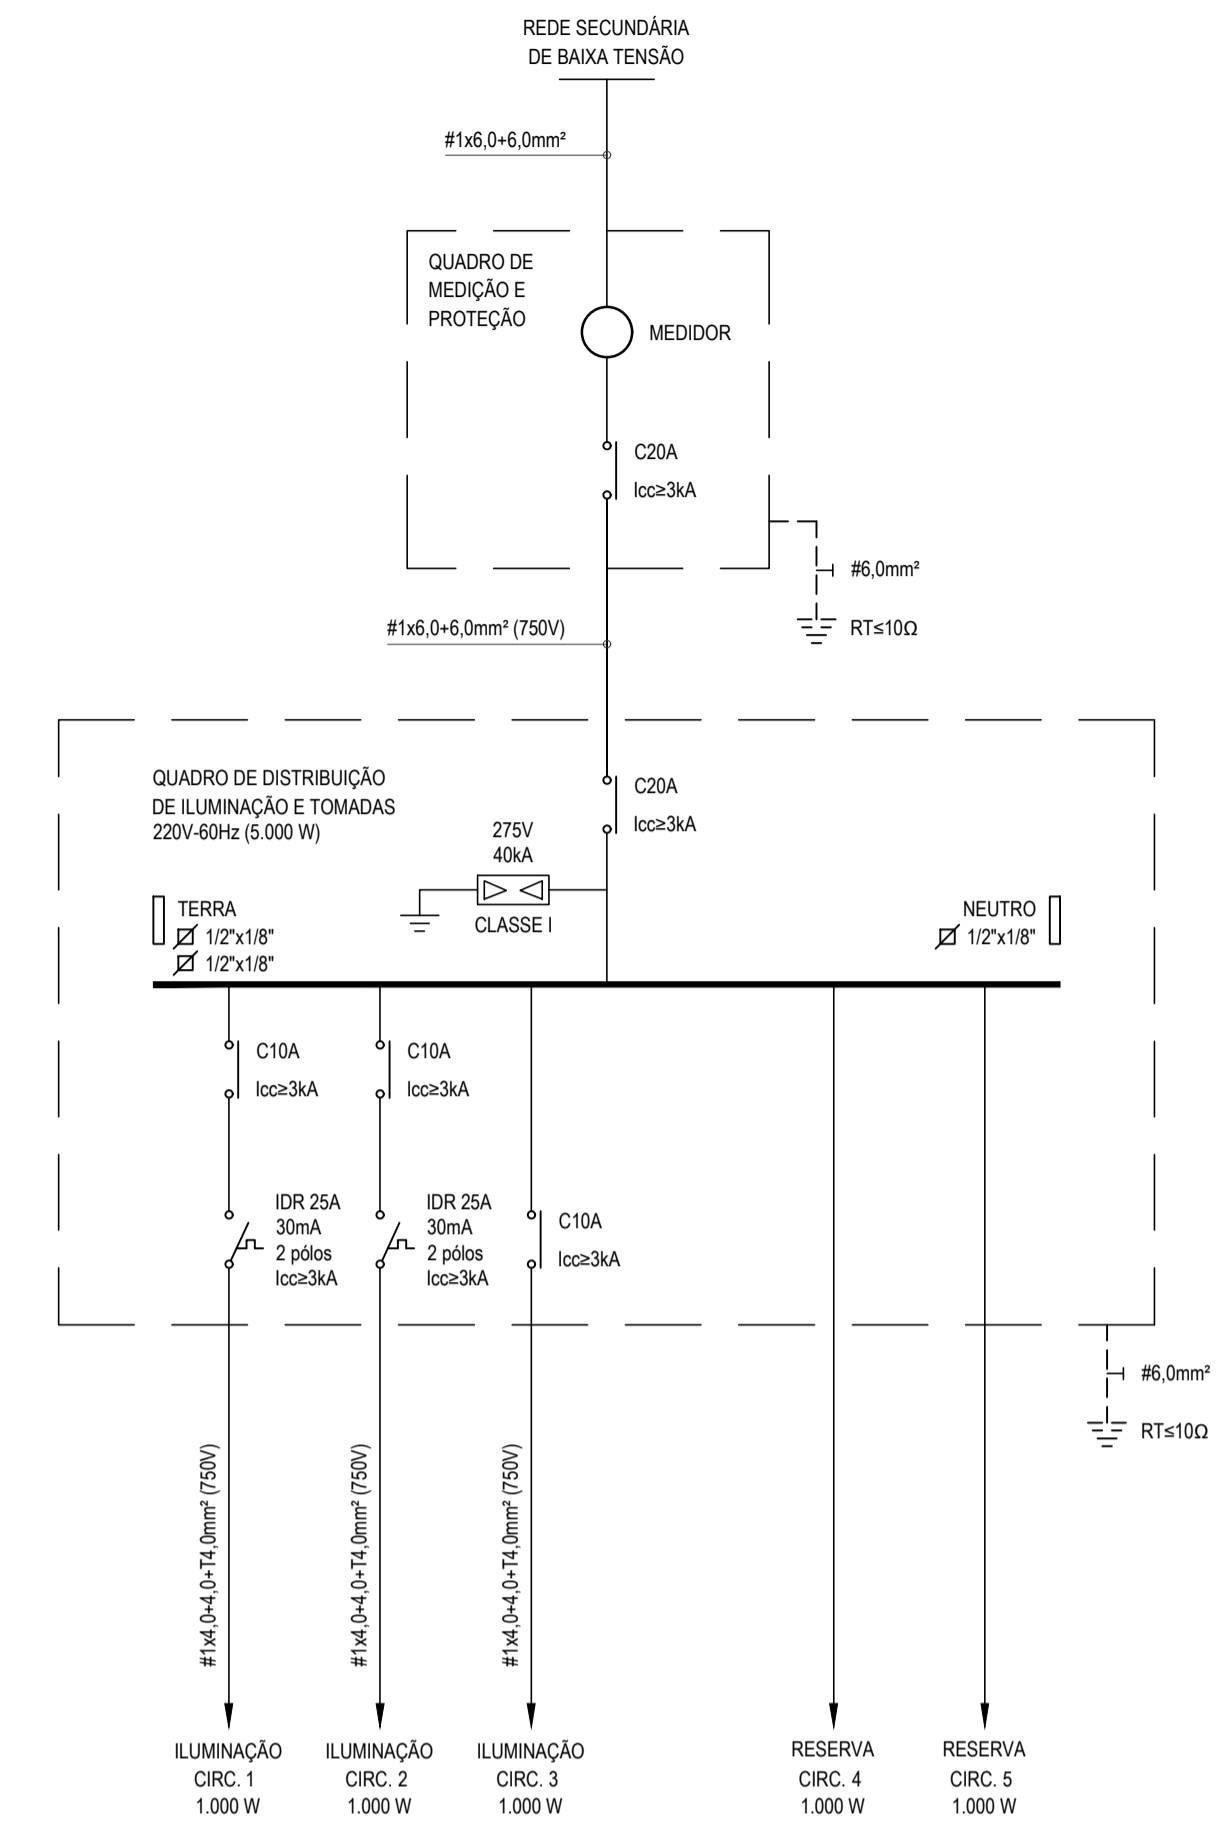 REDE SECUNDÁRIA
DE BAIXA TENSÃO
#1x6,0+6,0mm²
QUADRO DE
MEDIÇÃO E
PROTEÇÃO
MEDIDOR
C20A
Icc≥3kA
#6,0mm²
RT≤10Ω
#1x6,0+6,0mm² (750V)
QUADRO DE DISTRIBUIÇÃO
DE ILUMINAÇÃO E TOMADAS
220V-60Hz (5.000 W)
C20A
Icc≥3kA
275V
40kA
CLASSE I
TERRA
1/2"x1/8"
1/2"x1/8"
NEUTRO
1/2"x1/8"
C10A
Icc≥3kA
C10A
Icc≥3kA
IDR 25A
30mA
2 pólos
Icc≥3kA
IDR 25A
30mA
2 pólos
Icc≥3kA
C10A
Icc≥3kA
#6,0mm²
RT≤10Ω
#1x4,0+4,0+T4,0mm² (750V)
#1x4,0+4,0+T4,0mm² (750V)
#1x4,0+4,0+T4,0mm² (750V)
ILUMINAÇÃO
CIRC. 1
1.000 W
ILUMINAÇÃO
CIRC. 2
1.000 W
ILUMINAÇÃO
CIRC. 3
1.000 W
RESERVA
CIRC. 4
1.000 W
RESERVA
CIRC. 5
1.000 W